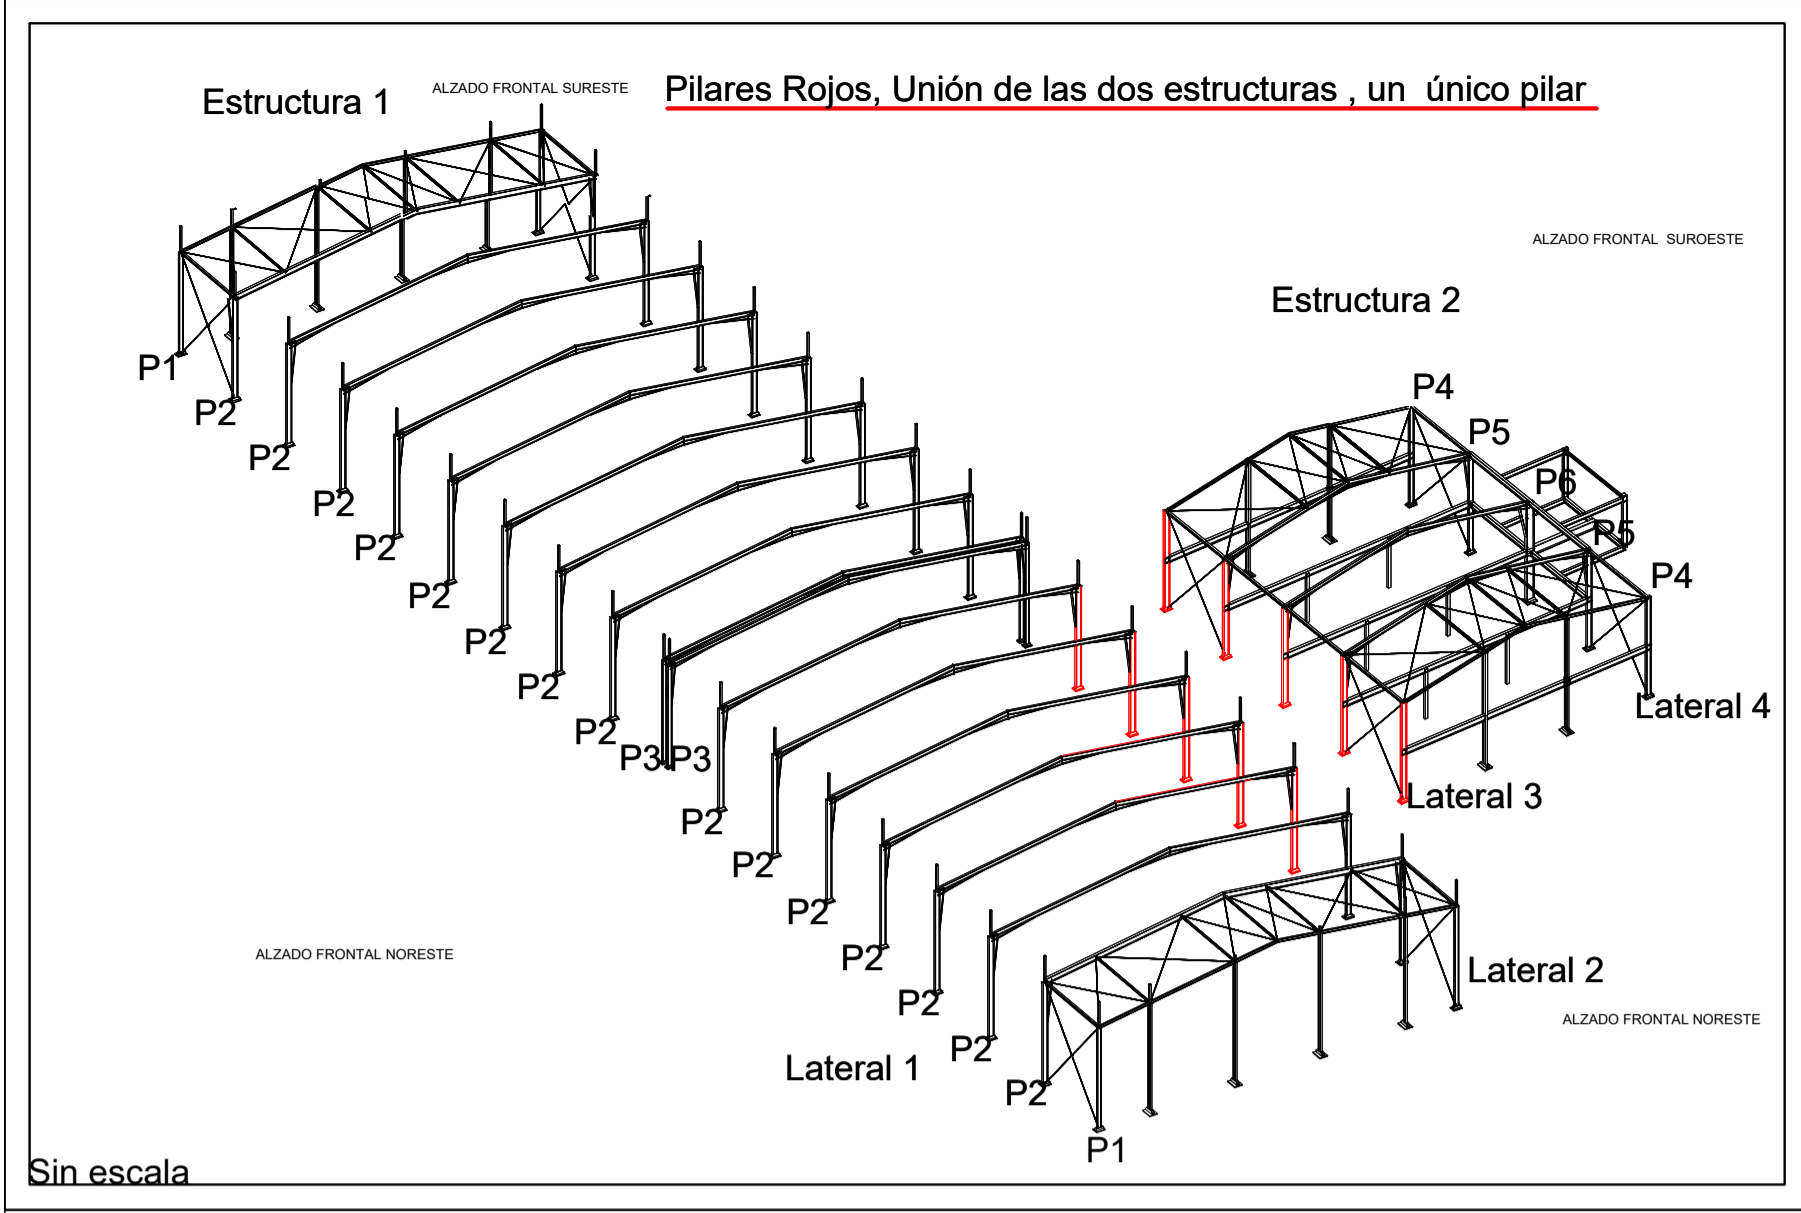 Estructura 1
ALZADO FRONTAL SURESTE
Pilares Rojos, Unión de las dos estructuras , un único pilar
ALZADO FRONTAL SUROESTE
Estructura 2
P1
P2
P2
P2
P2
P2
P2
P2
P2
P3
P3
P2
P2
P2
P2
P2
P2
P2
P1
P4
P5
P6
P5
P4
Lateral 4
Lateral 3
Lateral 2
ALZADO FRONTAL NORESTE
ALZADO FRONTAL NORESTE
Lateral 1
Sin escala